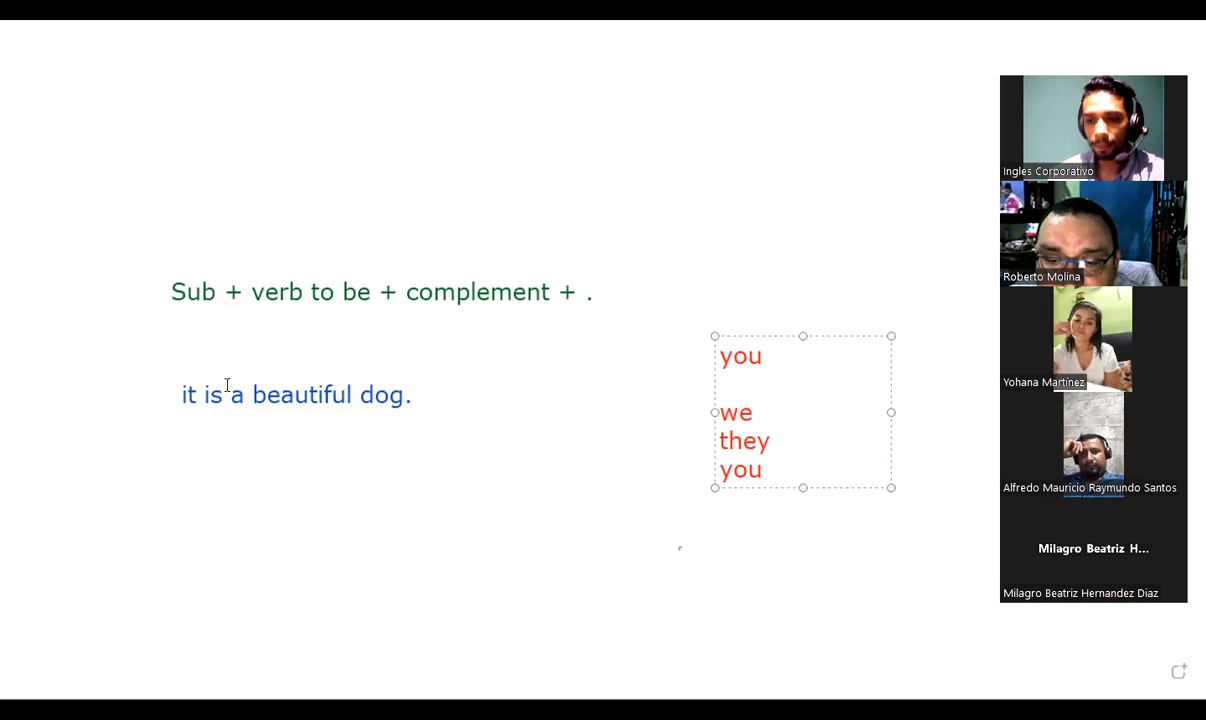 Sub + verb to be + complement + .
it is a beautiful dog.
you
we
they
you
Ingles Corporativo
Roberto Molina
Yohana Martínez
Alfredo Mauricio Raymundo Santos
Milagro Beatriz H...
Milagro Beatriz Hernandez Diaz